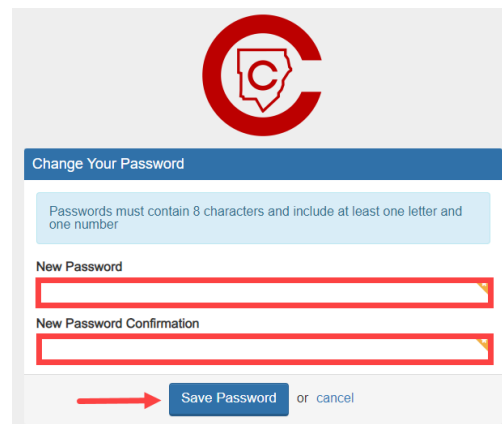 C
Change Your Password
Passwords must contain 8 characters and include at least one letter and
one number
New Password
New Password Confirmation
Save Password or cancel